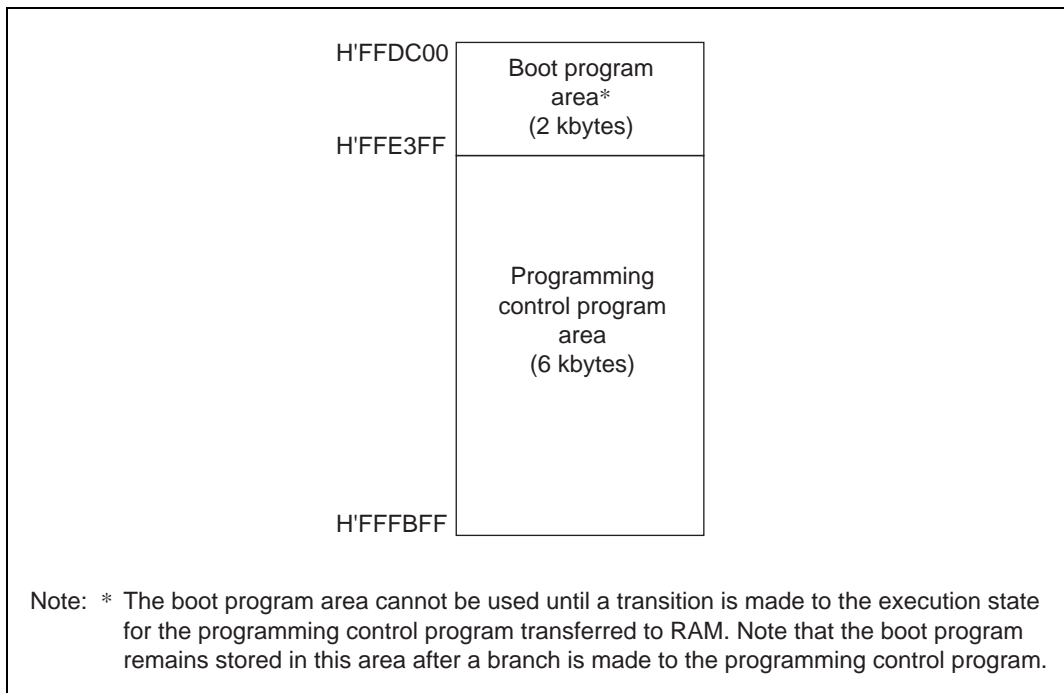 H'FFDC00
Boot program
area*
(2 kbytes)
H'FFE3FF
Programming
control program
area
(6 kbytes)
H'FFFBFF
Note: * The boot program area cannot be used until a transition is made to the execution state
for the programming control program transferred to RAM. Note that the boot program
remains stored in this area after a branch is made to the programming control program.